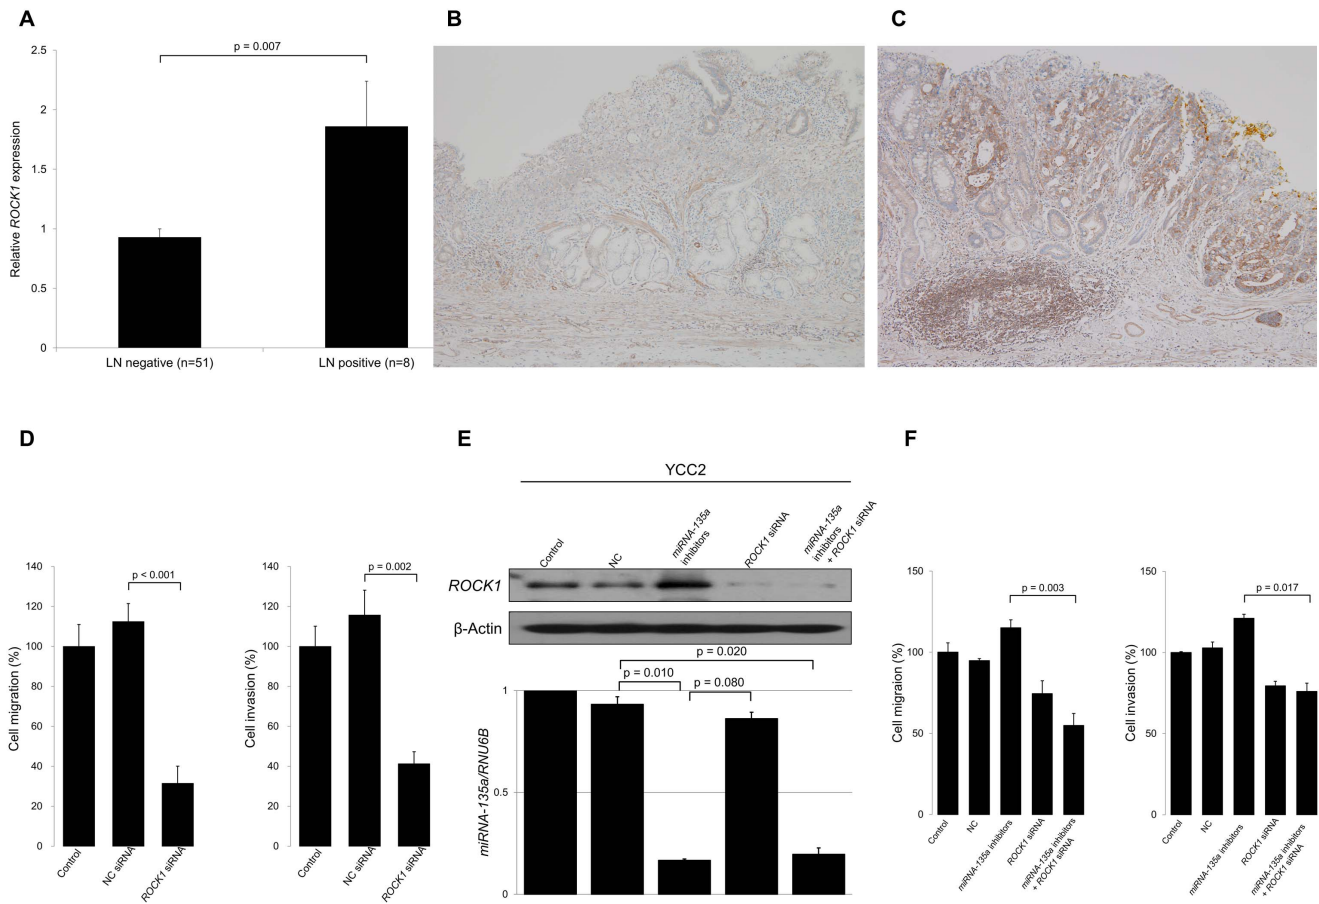 A
B
C
p = 0.007
2.5
2
1.5
1
0.5
0
Relative ROCK1 expression
LN negative (n=51)
LN positive (n=8)
D
p < 0.001
140
120
100
80
60
40
20
0
Cell migration (%)
Control
NC siRNA
ROCK1 siRNA
p = 0.002
140
120
100
80
60
40
20
0
Cell invasion (%)
Control
NC siRNA
ROCK1 siRNA
E
YCC2
Control
NC
miRNA-135a
inhibitors
ROCK1 siRNA
miRNA-135a
inhibitors
+ ROCK1 siRNA
ROCK1
β-Actin
p = 0.020
p = 0.010
p = 0.080
1
0.5
0
miRNA-135a/RNU6B
F
p = 0.003
150
100
50
0
Cell migraion (%)
Control
NC
miRNA-135a inhibitors
ROCK1 siRNA
miRNA-135a inhibitors
+ ROCK1 siRNA
p = 0.017
150
100
50
0
Cell invasion (%)
Control
NC
miRNA-135a inhibitors
ROCK1 siRNA
miRNA-135a inhibitors
+ ROCK1 siRNA